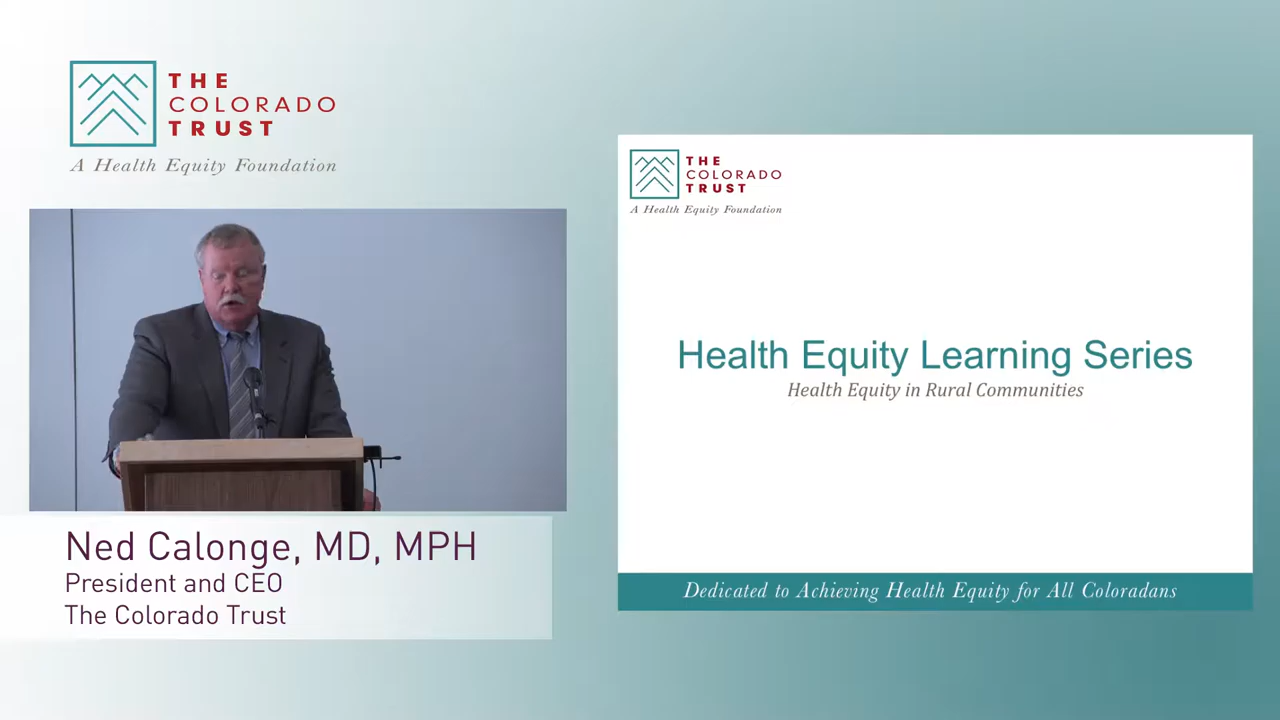 THE
COLORADO
TRUST
A Health Equity Foundation
Ned Calonge, MD, MPH
President and CEO
The Colorado Trust
THE
COLORADO
TRUST
A Health Equity Foundation
Health Equity Learning Series
Health Equity in Rural Communities
Dedicated to Achieving Health Equity for All Coloradans